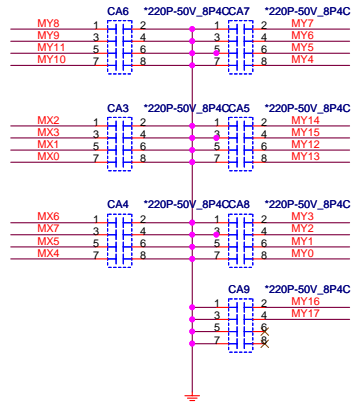 CA6 *220P-50V_8P4C CA7 *220P-50V_8P4C
MY8 1 2 1 2 MY7
MY9 3 4 3 4 MY6
MY11 5 6 5 6 MY5
MY10 7 8 7 8 MY4
CA3 *220P-50V_8P4C CA5 *220P-50V_8P4C
MX2 1 2 1 2 MY14
MX3 3 4 3 4 MY15
MX1 5 6 5 6 MY12
MX0 7 8 7 8 MY13
CA4 *220P-50V_8P4C CA8 *220P-50V_8P4C
MX6 1 2 1 2 MY3
MX7 3 4 3 4 MY2
MX5 5 6 5 6 MY1
MX4 7 8 7 8 MY0
CA9 *220P-50V_8P4C
1 2 MY16
3 4 MY17
5 6
7 8